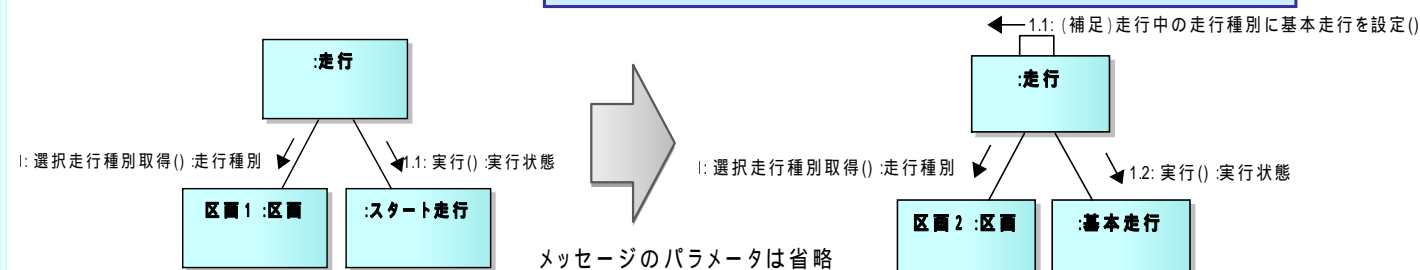 1.1: (補足)走行中の走行種別に基本走行を設定()
:走行
:走行
1: 選択走行種別取得() :走行種別
1.1: 実行() :実行状態
1: 選択走行種別取得() :走行種別
1.2: 実行() :実行状態
区画1 :区画
:スタート走行
区画2 :区画
:基本走行
メッセージのパラメータは省略